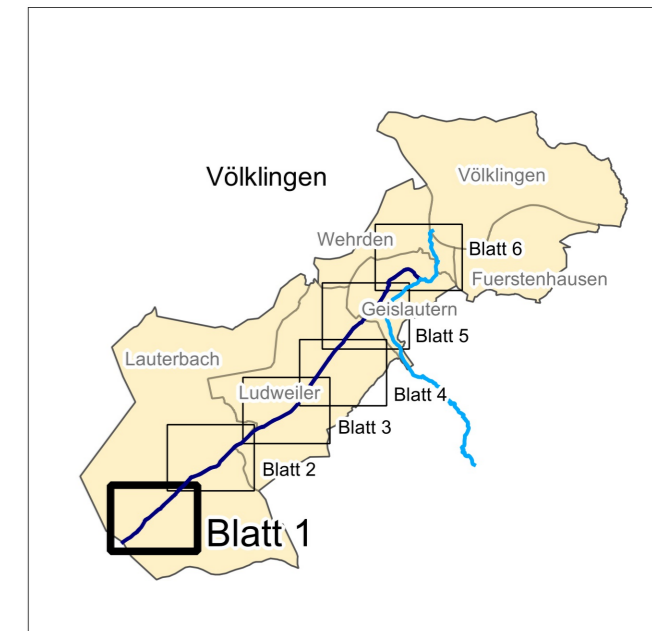 Völklingen
Völklingen
Wehrden
Blatt 6
Fuerstenhausen
Geislautern
Blatt 5
Lauterbach
Ludweiler
Blatt 4
Blatt 3
Blatt 2
Blatt 1